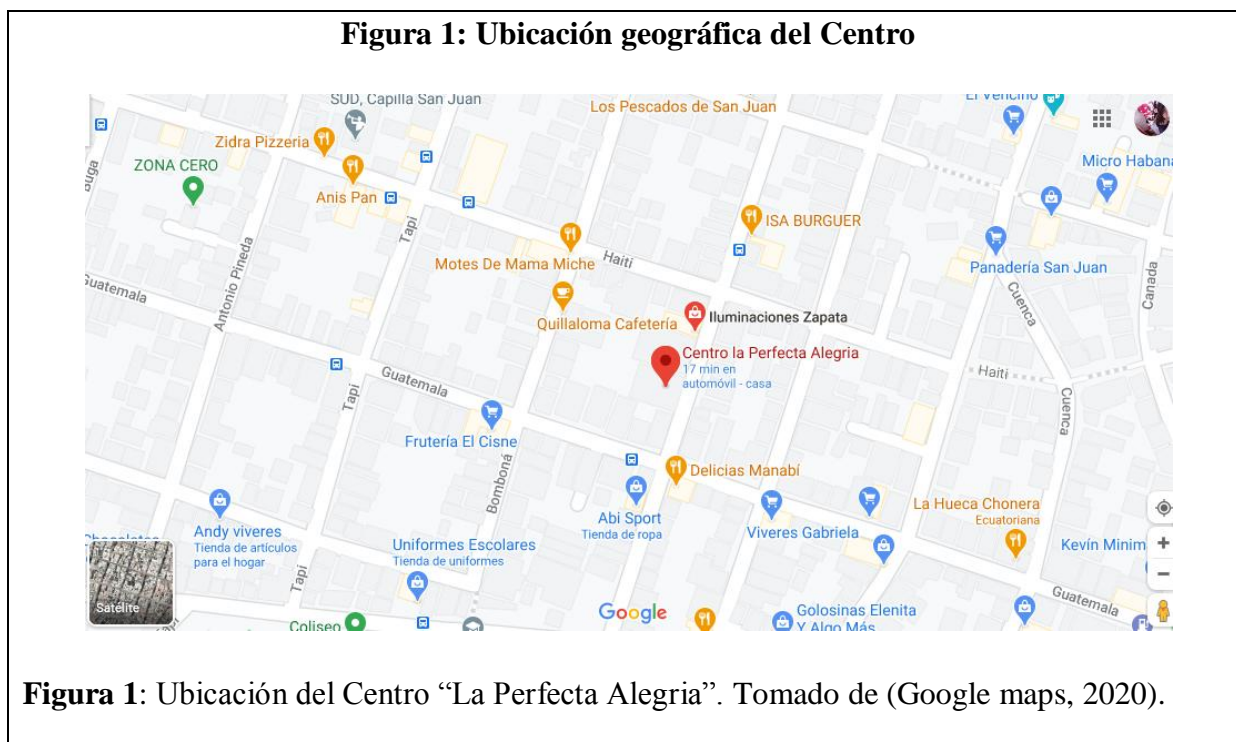 Figura 1: Ubicación geográfica del Centro
SUD, Capilla San Juan
Los Pescados de San Juan
El Vencino
Zidra Pizzeria
ZONA CERO
Micro Habana
Buga
Anis Pan
ISA BURGUER
Tapi
Antonio Pineda
Haití
Motes De Mama Miche
Panadería San Juan
Canada
Guatemala
Cuenca
Quillaloma Cafetería
Iluminaciones Zapata
Centro la Perfecta Alegria
17 min en
automóvil - casa
Haití
Guatemala
Tapi
Cuenca
Frutería El Cisne
Delicias Manabí
Bomboná
La Hueca Chonera
Ecuatoriana
Abi Sport
Tienda de ropa
Viveres Gabriela
Andy viveres
Tienda de artículos
para el hogar
Uniformes Escolares
Tienda de uniformes
Kevín Minim
Tapi
Guatemala
Satélite
Google
Golosinas Elenita
Y Algo Más
Coliseo
Figura 1: Ubicación del Centro “La Perfecta Alegria”. Tomado de (Google maps, 2020).